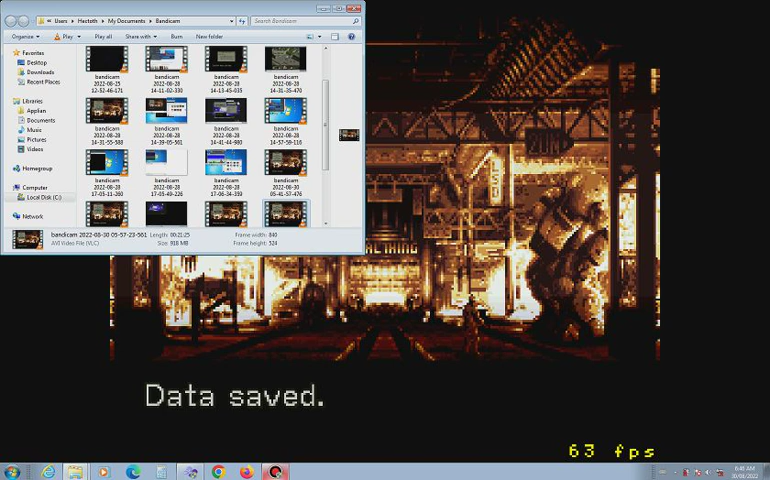 Users ▸ Hectoth ▸ My Documents ▸ Bandicam
Search Bandicam
Organize
Play
Play all
Share with
Burn
New folder
Favorites
Desktop
Downloads
Recent Places
Libraries
Applian
Documents
Music
Pictures
Videos
Homegroup
Computer
Local Disk (C:)
Network
bandicam 2022-08-25 12-52-46-171
bandicam 2022-08-28 14-11-02-330
bandicam 2022-08-28 14-13-45-035
bandicam 2022-08-28 14-31-35-470
bandicam 2022-08-28 14-31-55-588
bandicam 2022-08-28 14-39-05-561
bandicam 2022-08-28 14-41-44-980
bandicam 2022-08-28 14-57-59-116
bandicam 2022-08-28 17-05-11-260
bandicam 2022-08-28 17-05-49-226
bandicam 2022-08-28 17-06-34-359
bandicam 2022-08-30 05-41-57-476
bandicam 2022-08-30 05-57-23-561
Length: 00:21:25
Frame width: 840
AVI Video File (VLC)
Size: 918 MB
Frame height: 524
Data saved.
63 fps
6:46 AM
30/08/2022